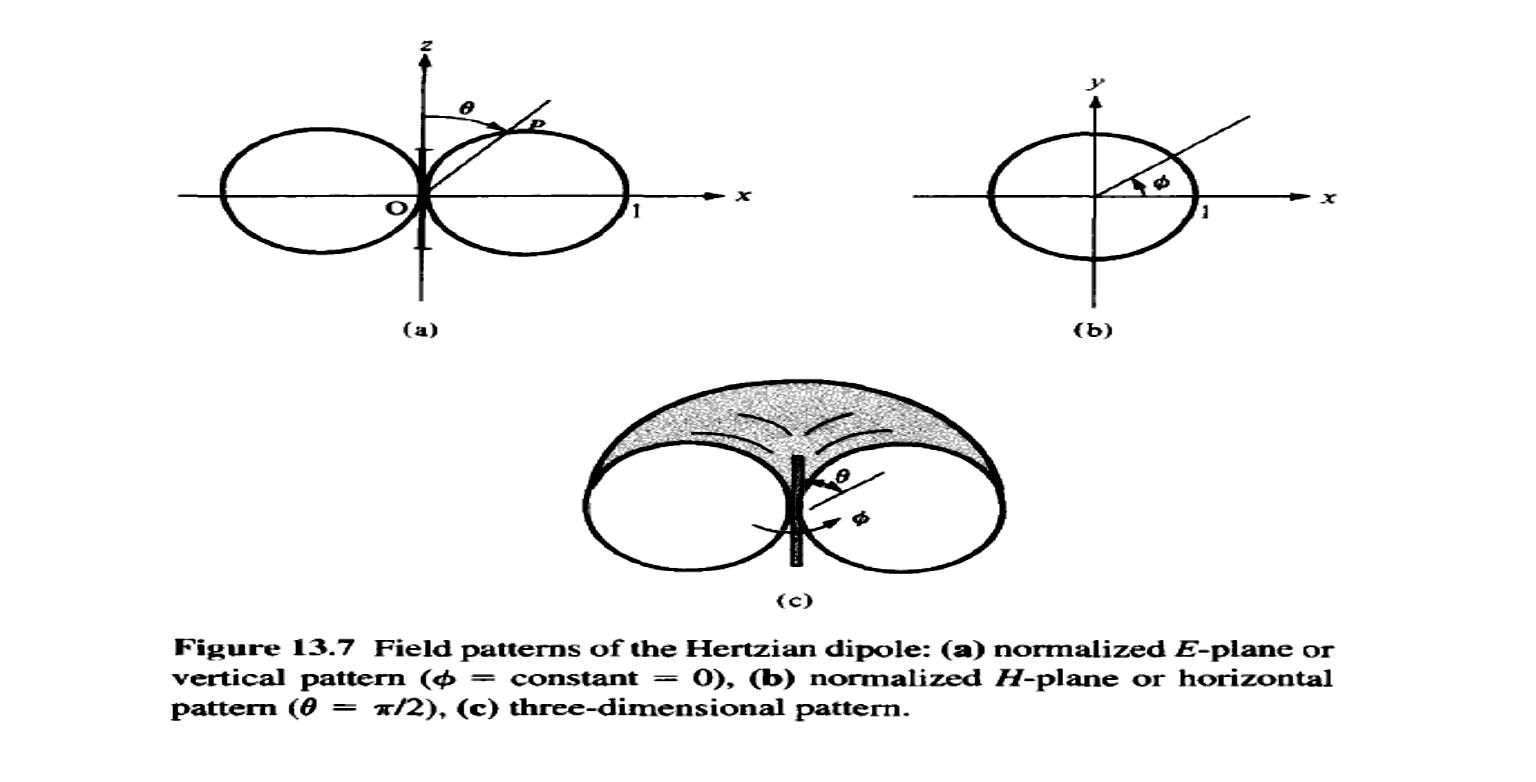 z
θ
P
O
1
x
(a)
y
ϕ
1
x
(b)
θ
ϕ
(c)
Figure 13.7 Field patterns of the Hertzian dipole: (a) normalized E-plane or
vertical pattern (ϕ = constant = 0), (b) normalized H-plane or horizontal
pattern (θ = π/2), (c) three-dimensional pattern.